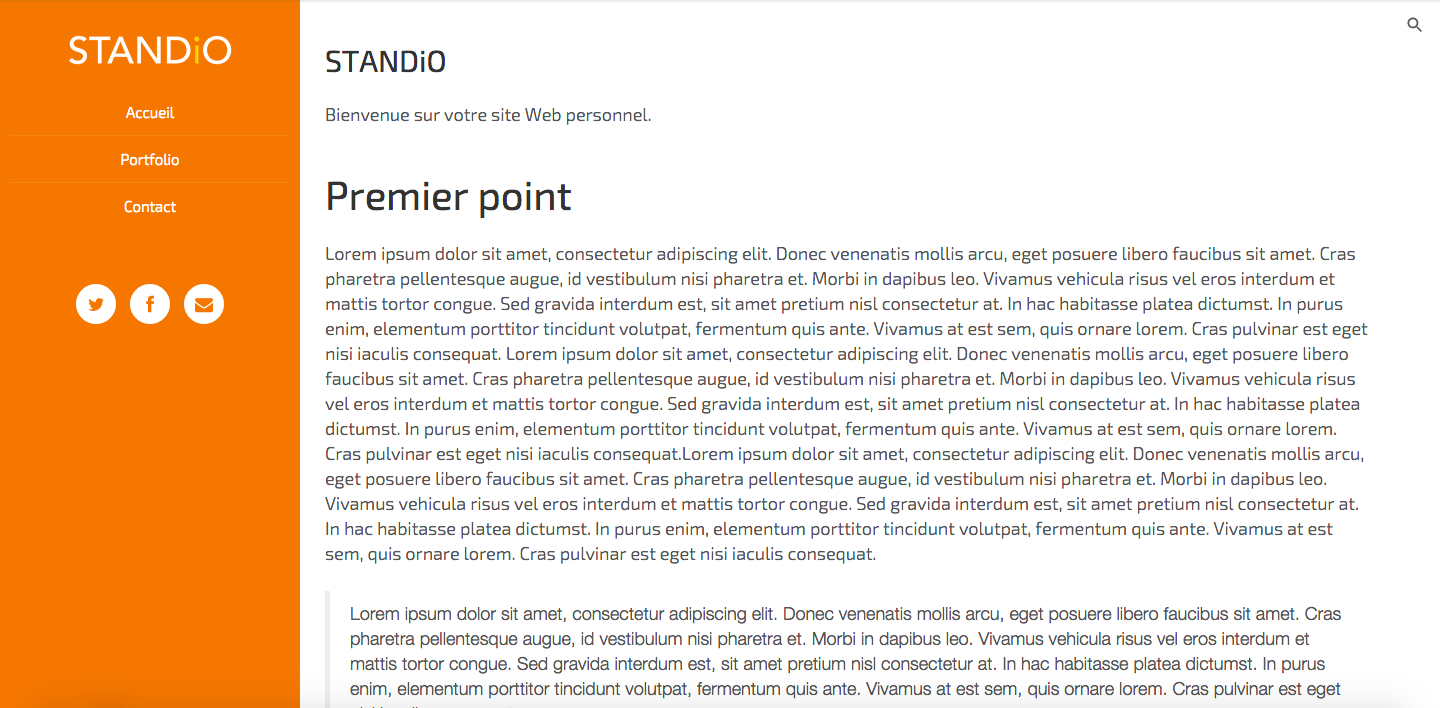 STANDiO
Accueil
Portfolio
Contact
STANDiO
Bienvenue sur votre site Web personnel.
Premier point
Lorem ipsum dolor sit amet, consectetur adipiscing elit. Donec venenatis mollis arcu, eget posuere libero faucibus sit amet. Cras
pharetra pellentesque augue, id vestibulum nisi pharetra et. Morbi in dapibus leo. Vivamus vehicula risus vel eros interdum et
mattis tortor congue. Sed gravida interdum est, sit amet pretium nisl consectetur at. In hac habitasse platea dictumst. In purus
enim, elementum porttitor tincidunt volutpat, fermentum quis ante. Vivamus at est sem, quis ornare lorem. Cras pulvinar est eget
nisi iaculis consequat. Lorem ipsum dolor sit amet, consectetur adipiscing elit. Donec venenatis mollis arcu, eget posuere libero
faucibus sit amet. Cras pharetra pellentesque augue, id vestibulum nisi pharetra et. Morbi in dapibus leo. Vivamus vehicula risus
vel eros interdum et mattis tortor congue. Sed gravida interdum est, sit amet pretium nisl consectetur at. In hac habitasse platea
dictumst. In purus enim, elementum porttitor tincidunt volutpat, fermentum quis ante. Vivamus at est sem, quis ornare lorem.
Cras pulvinar est eget nisi iaculis consequat.Lorem ipsum dolor sit amet, consectetur adipiscing elit. Donec venenatis mollis arcu,
eget posuere libero faucibus sit amet. Cras pharetra pellentesque augue, id vestibulum nisi pharetra et. Morbi in dapibus leo.
Vivamus vehicula risus vel eros interdum et mattis tortor congue. Sed gravida interdum est, sit amet pretium nisl consectetur at.
In hac habitasse platea dictumst. In purus enim, elementum porttitor tincidunt volutpat, fermentum quis ante. Vivamus at est
sem, quis ornare lorem. Cras pulvinar est eget nisi iaculis consequat.
Lorem ipsum dolor sit amet, consectetur adipiscing elit. Donec venenatis mollis arcu, eget posuere libero faucibus sit amet. Cras
pharetra pellentesque augue, id vestibulum nisi pharetra et. Morbi in dapibus leo. Vivamus vehicula risus vel eros interdum et
mattis tortor congue. Sed gravida interdum est, sit amet pretium nisl consectetur at. In hac habitasse platea dictumst. In purus
enim, elementum porttitor tincidunt volutpat, fermentum quis ante. Vivamus at est sem, quis ornare lorem. Cras pulvinar est eget